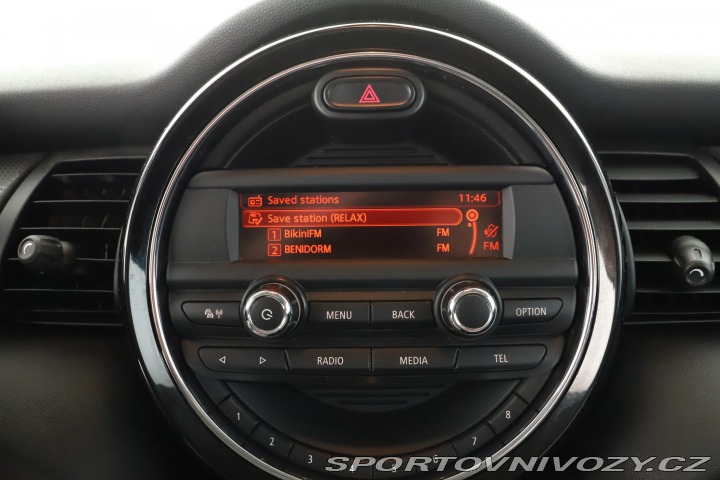 Saved stations 11:46
Save station (RELAX)
1 BikiniFM FM
2 BENIDORM FM
FM
MENU BACK OPTION
RADIO MEDIA TEL
1 2 3 6 7 8
SPORTOVNIVOZY.CZ